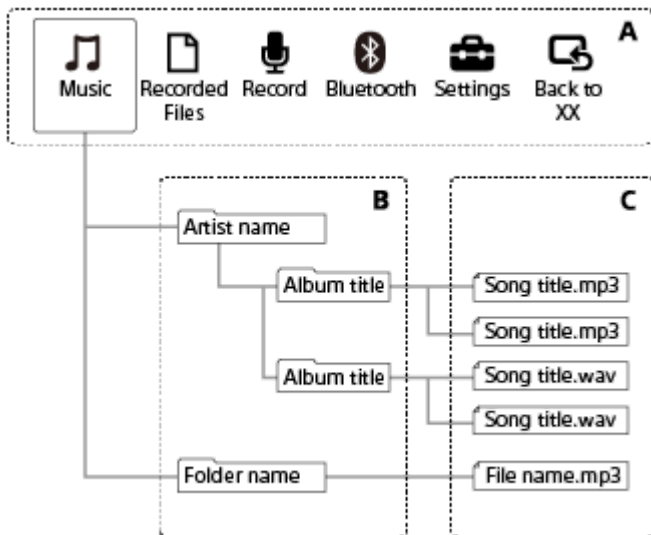 A
Music
Recorded
Files
Record
Bluetooth
Settings
Back to
XX
B
C
Artist name
Album title
Song title.mp3
Song title.mp3
Album title
Song title.wav
Song title.wav
Folder name
File name.mp3